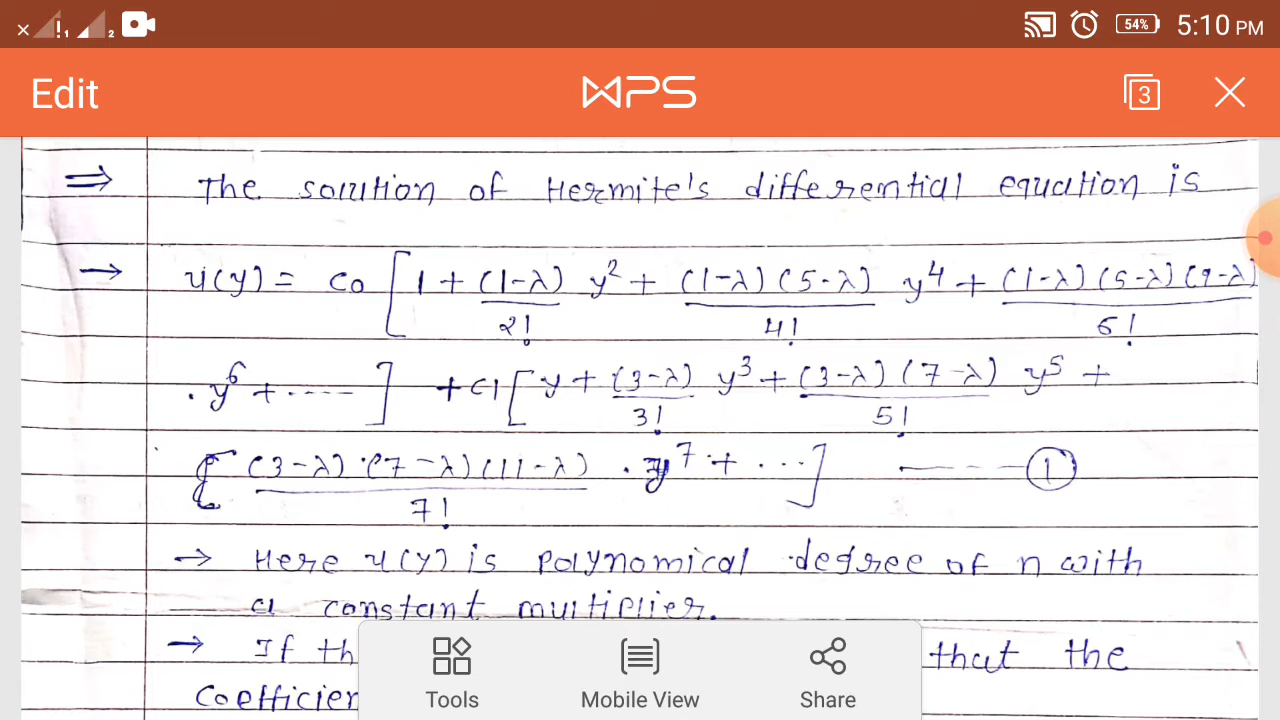 × ! 1 2 54% 5:10 PM
Edit WPS 3 ×
⇒ The solution of Hermite's differential equation is
→ u(y) = c0 [ 1 + (1-λ)/2! y² + (1-λ)(5-λ)/4! y⁴ + (1-λ)(5-λ)(9-λ)/6!
. y⁶ + ---- ] + c1 [ y + (3-λ)/3! y³ + (3-λ)(7-λ)/5! y⁵ +
[ (3-λ)·(7-λ)(11-λ)/7! . y⁷ + ... ] ---- ①
→ Here u(y) is polynomical degree of n with
a constant multiplier.
→ If th that the
coefficien
Tools Mobile View Share